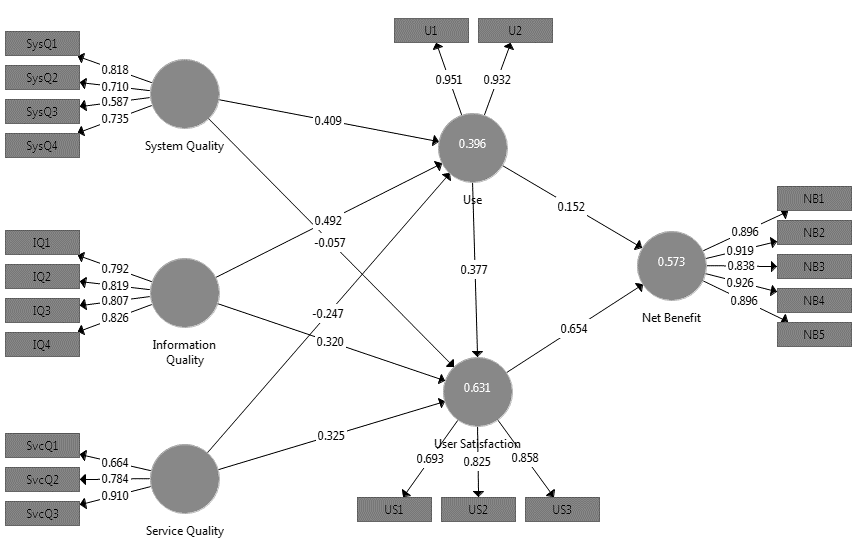 U1
U2
SysQ1
SysQ2
SysQ3
SysQ4
0.818
0.710
0.587
0.735
System Quality
0.951
0.932
0.396
Use
0.409
0.492
-0.057
0.152
IQ1
IQ2
IQ3
IQ4
0.792
0.819
0.807
0.826
Information
Quality
-0.247
0.320
0.377
0.573
Net Benefit
0.896
0.919
0.838
0.926
0.896
NB1
NB2
NB3
NB4
NB5
0.654
0.631
User Satisfaction
0.325
SvcQ1
SvcQ2
SvcQ3
0.664
0.784
0.910
Service Quality
0.693
0.825
0.858
US1
US2
US3